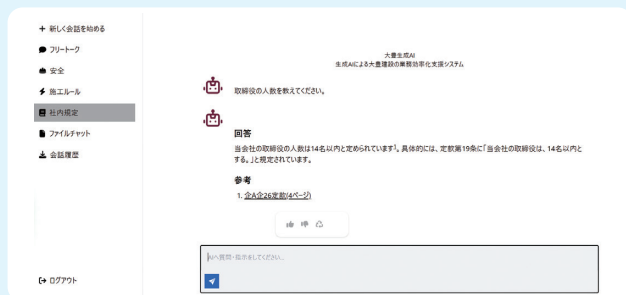 + 新しく会話を始める
フリートーク
安全
施工ルール
社内規定
ファイルチャット
会話履歴
ログアウト
大豊生成AI
生成AIによる大豊建設の業務効率化支援システム
取締役の人数を教えてください。
回答
当会社の取締役の人数は14名以内と定められています¹。具体的には、定款第19条に「当会社の取締役は、14名以内と
する。」と規定されています。
参考
1. 企A企26定款(4ページ)
AIへ質問・指示をしてください...